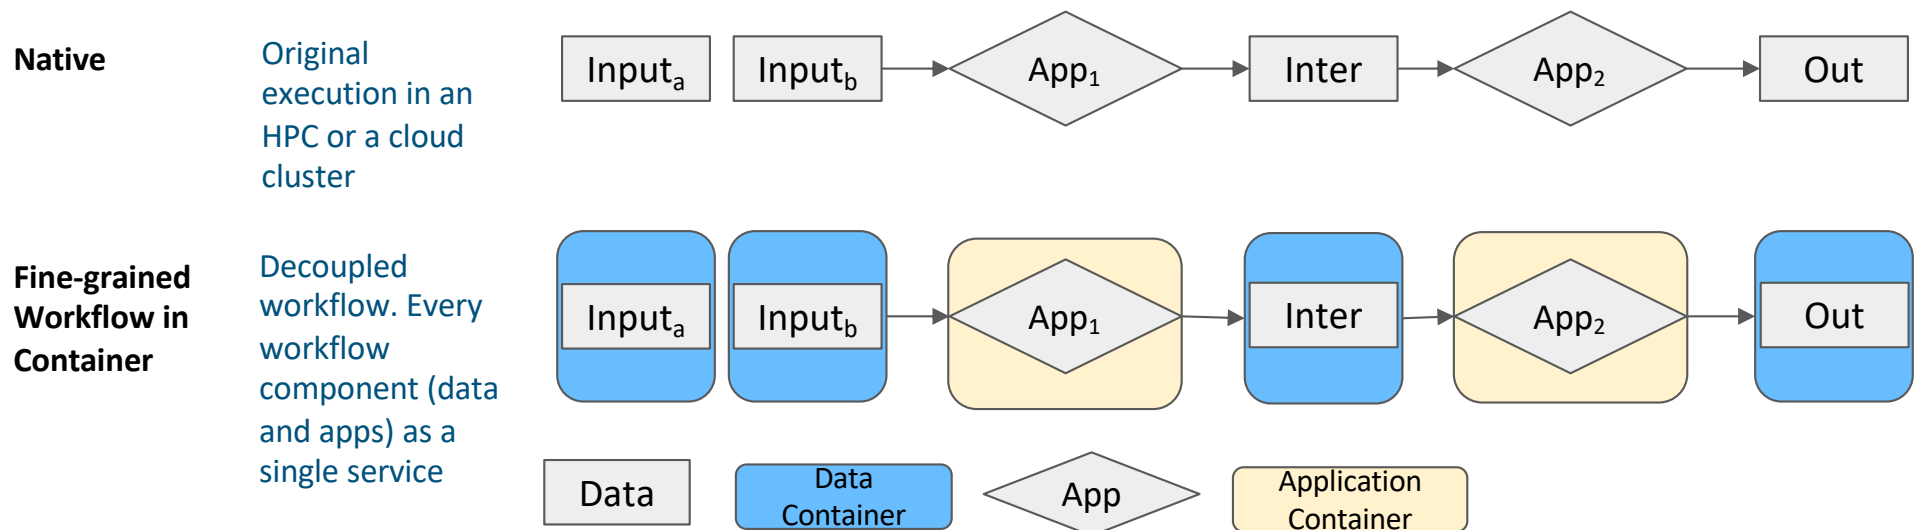 Native
Original
execution in an
HPC or a cloud
cluster
Inputₐ
Input_b
App₁
Inter
App₂
Out
Fine-grained
Workflow in
Container
Decoupled
workflow. Every
workflow
component (data
and apps) as a
single service
Inputₐ
Input_b
App₁
Inter
App₂
Out
Data
Data
Container
App
Application
Container